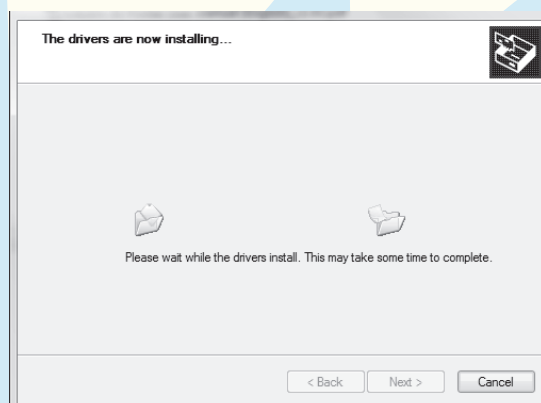 The drivers are now installing...
Please wait while the drivers install. This may take some time to complete.
< Back
Next >
Cancel